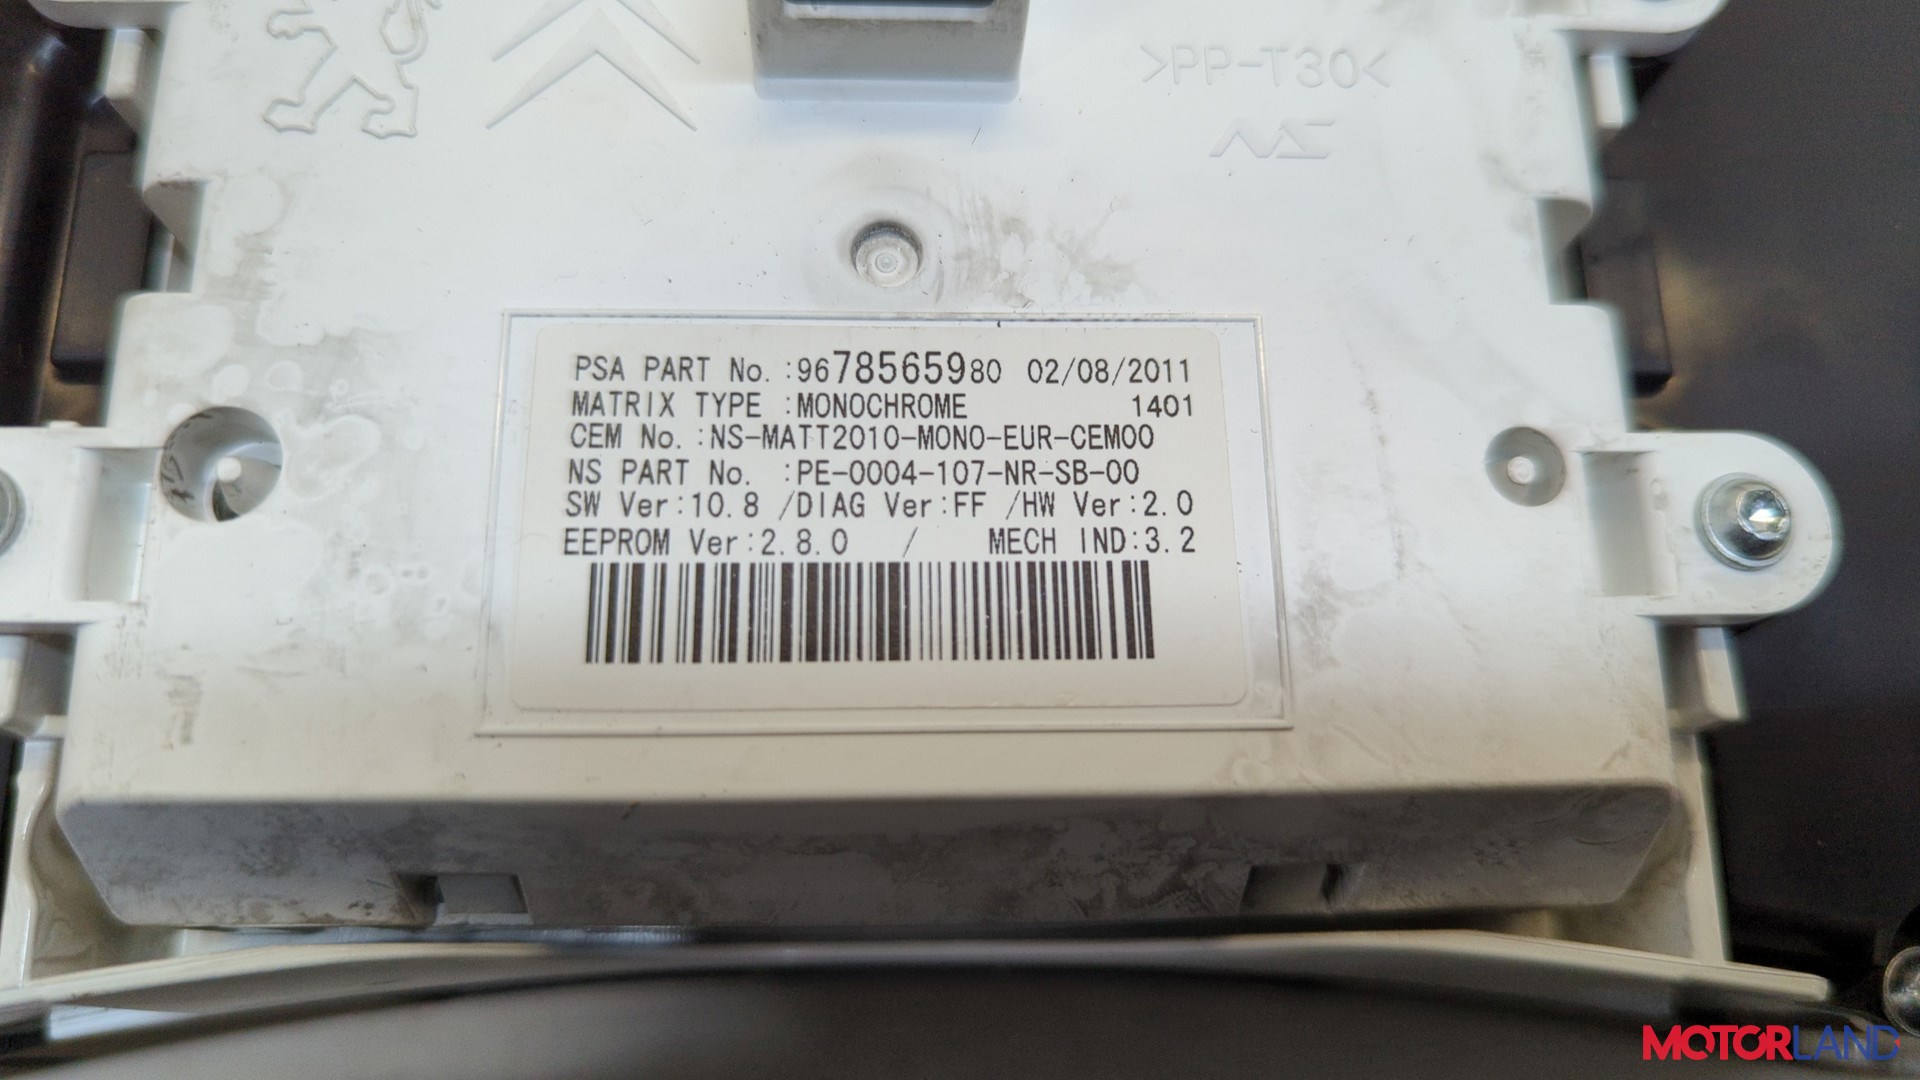 >PP-T30<
NS
PSA PART No. :9678565980 02/08/2011
MATRIX TYPE :MONOCHROME 1401
CEM No. :NS-MATT2010-MONO-EUR-CEM00
NS PART No. :PE-0004-107-NR-SB-00
SW Ver:10.8 /DIAG Ver:FF /HW Ver:2.0
EEPROM Ver:2.8.0 / MECH IND:3.2
MOTORLAND